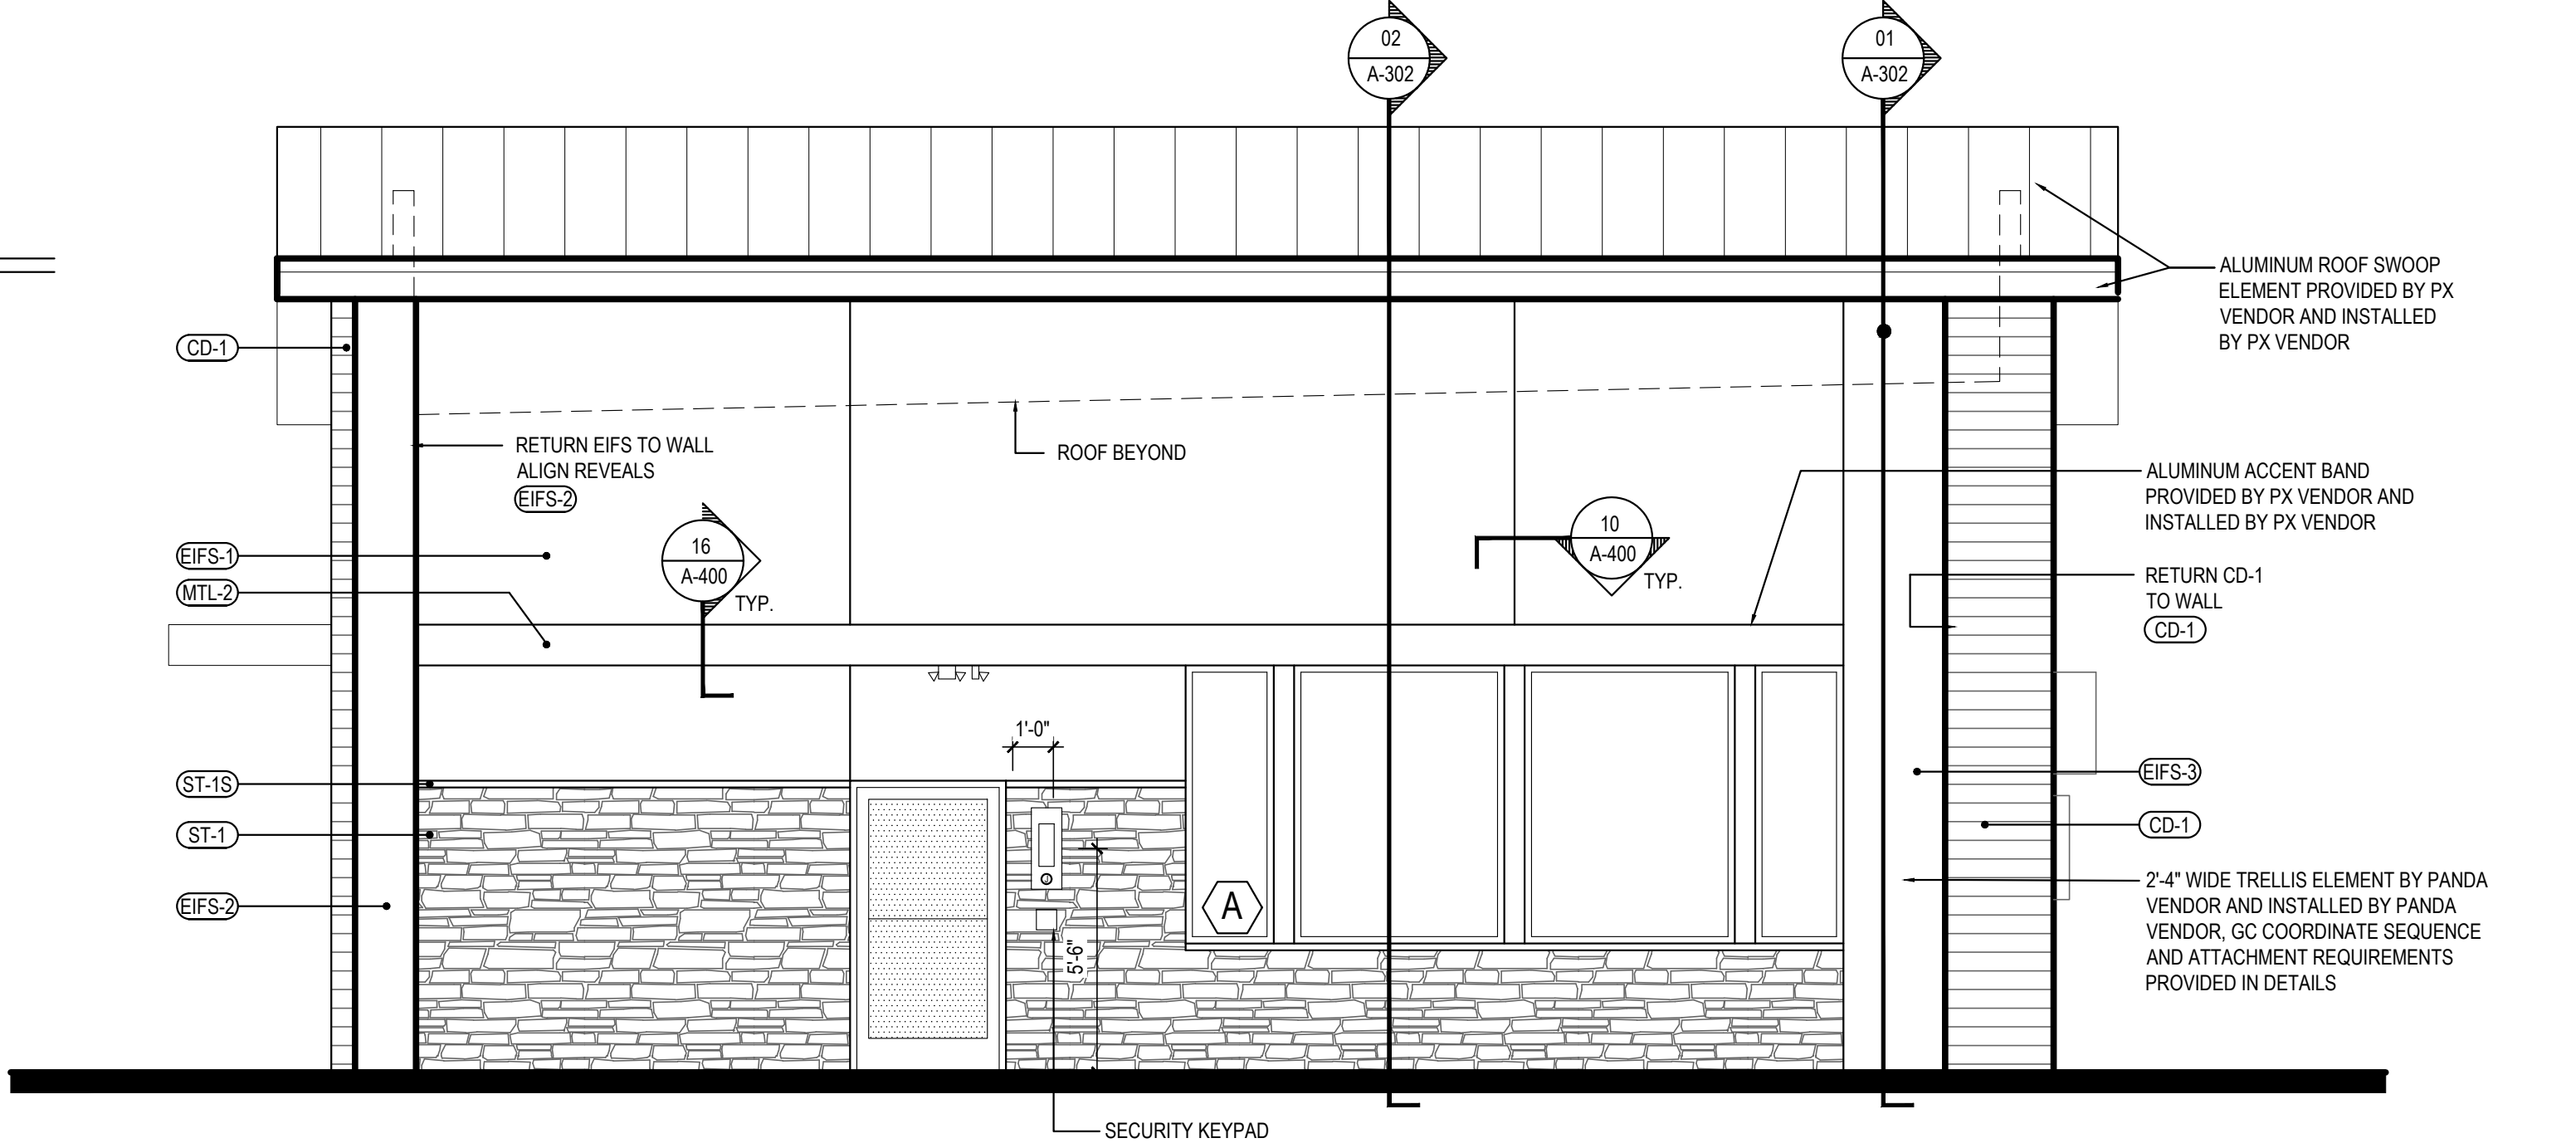 02
A-302
01
A-302
ALUMINUM ROOF SWOOP
ELEMENT PROVIDED BY PX
VENDOR AND INSTALLED
BY PX VENDOR
CD-1
RETURN EIFS TO WALL
ALIGN REVEALS
EIFS-2
ROOF BEYOND
ALUMINUM ACCENT BAND
PROVIDED BY PX VENDOR AND
INSTALLED BY PX VENDOR
16
A-400
TYP.
10
A-400
TYP.
EIFS-1
MTL-2
RETURN CD-1
TO WALL
CD-1
1'-0"
ST-1S
ST-1
EIFS-2
A
5'-6"
EIFS-3
CD-1
2'-4" WIDE TRELLIS ELEMENT BY PANDA
VENDOR AND INSTALLED BY PANDA
VENDOR, GC COORDINATE SEQUENCE
AND ATTACHMENT REQUIREMENTS
PROVIDED IN DETAILS
SECURITY KEYPAD